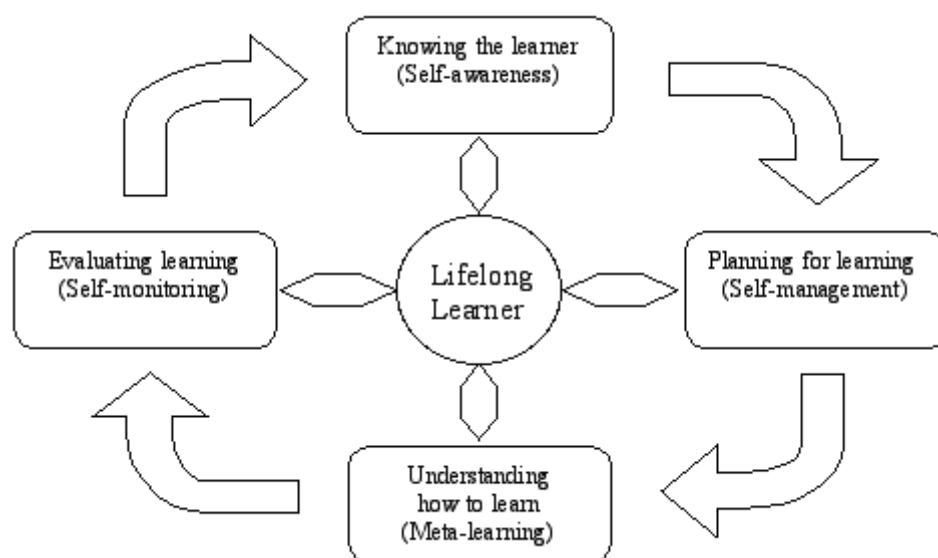 Knowing the learner
(Self-awareness)
Evaluating learning
(Self-monitoring)
Lifelong
Learner
Planning for learning
(Self-management)
Understanding
how to learn
(Meta-learning)